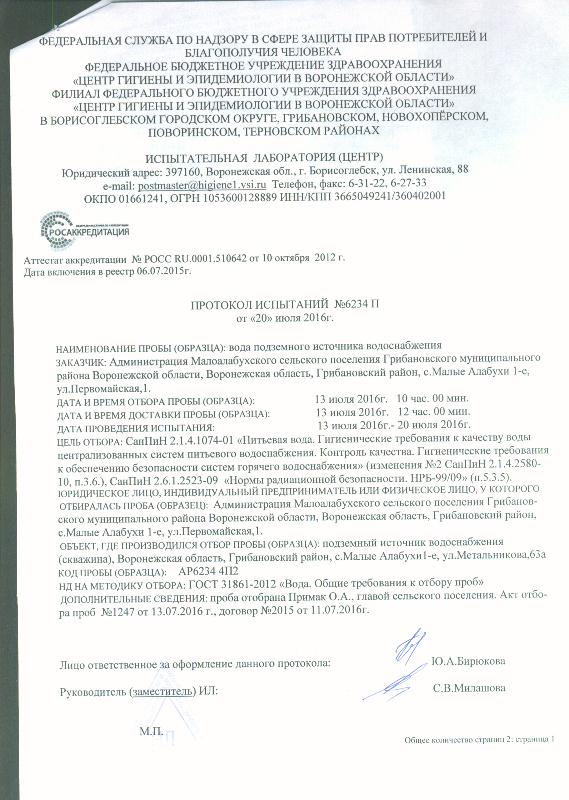 ФЕДЕРАЛЬНАЯ СЛУЖБА ПО НАДЗОРУ В СФЕРЕ ЗАЩИТЫ ПРАВ ПОТРЕБИТЕЛЕЙ И
БЛАГОПОЛУЧИЯ ЧЕЛОВЕКА
ФЕДЕРАЛЬНОЕ БЮДЖЕТНОЕ УЧРЕЖДЕНИЕ ЗДРАВООХРАНЕНИЯ
«ЦЕНТР ГИГИЕНЫ И ЭПИДЕМИОЛОГИИ В ВОРОНЕЖСКОЙ ОБЛАСТИ»
ФИЛИАЛ ФЕДЕРАЛЬНОГО БЮДЖЕТНОГО УЧРЕЖДЕНИЯ ЗДРАВООХРАНЕНИЯ
«ЦЕНТР ГИГИЕНЫ И ЭПИДЕМИОЛОГИИ В ВОРОНЕЖСКОЙ ОБЛАСТИ»
В БОРИСОГЛЕБСКОМ ГОРОДСКОМ ОКРУГЕ, ГРИБАНОВСКОМ, НОВОХОПЁРСКОМ,
ПОВОРИНСКОМ, ТЕРНОВСКОМ РАЙОНАХ
ИСПЫТАТЕЛЬНАЯ ЛАБОРАТОРИЯ (ЦЕНТР)
Юридический адрес: 397160, Воронежская обл., г. Борисоглебск, ул. Ленинская, 88
e-mail: postmaster@higiene1.vsi.ru Телефон, факс: 6-31-22, 6-27-33
ОКПО 01661241, ОГРН 1053600128889 ИНН/КПП 3665049241/360402001
РОСАККРЕДИТАЦИЯ
Аттестат аккредитации № РОСС RU.0001.510642 от 10 октября 2012 г.
Дата включения в реестр 06.07.2015г.
ПРОТОКОЛ ИСПЫТАНИЙ №6234 П
от «20» июля 2016г.
НАИМЕНОВАНИЕ ПРОБЫ (ОБРАЗЦА): вода подземного источника водоснабжения
ЗАКАЗЧИК: Администрация Малоалабухского сельского поселения Грибановского муниципального
района Воронежской области, Воронежская область, Грибановский район, с.Малые Алабухи 1-е,
ул.Первомайская,1.
ДАТА И ВРЕМЯ ОТБОРА ПРОБЫ (ОБРАЗЦА): 13 июля 2016г. 10 час. 00 мин.
ДАТА И ВРЕМЯ ДОСТАВКИ ПРОБЫ (ОБРАЗЦА): 13 июля 2016г. 12 час. 00 мин.
ДАТА ПРОВЕДЕНИЯ ИСПЫТАНИЯ: 13 июля 2016г.- 20 июля 2016г.
ЦЕЛЬ ОТБОРА: СанПиН 2.1.4.1074-01 «Питьевая вода. Гигиенические требования к качеству воды
централизованных систем питьевого водоснабжения. Контроль качества. Гигиенические требования
к обеспечению безопасности систем горячего водоснабжения» (изменения №2 СанПиН 2.1.4.2580-
10, п.3.6.), СанПиН 2.6.1.2523-09 «Нормы радиационной безопасности. НРБ-99/09» (п.5.3.5).
ЮРИДИЧЕСКОЕ ЛИЦО, ИНДИВИДУАЛЬНЫЙ ПРЕДПРИНИМАТЕЛЬ ИЛИ ФИЗИЧЕСКОЕ ЛИЦО, У КОТОРОГО
ОТБИРАЛАСЬ ПРОБА (ОБРАЗЕЦ): Администрация Малоалабухского сельского поселения Грибанов-
ского муниципального района Воронежской области, Воронежская область, Грибановский район,
с.Малые Алабухи 1-е, ул.Первомайская,1.
ОБЪЕКТ, ГДЕ ПРОИЗВОДИЛСЯ ОТБОР ПРОБЫ (ОБРАЗЦА): подземный источник водоснабжения
(скважина), Воронежская область, Грибановский район, с.Малые Алабухи1-е, ул.Метальникова,63а
КОД ПРОБЫ (ОБРАЗЦА): АР6234 4П2
НД НА МЕТОДИКУ ОТБОРА: ГОСТ 31861-2012 «Вода. Общие требования к отбору проб»
ДОПОЛНИТЕЛЬНЫЕ СВЕДЕНИЯ: проба отобрана Примак О.А., главой сельского поселения. Акт отбо-
ра проб №1247 от 13.07.2016 г., договор №2015 от 11.07.2016г.
Лицо ответственное за оформление данного протокола: Ю.А.Бирюкова
Руководитель (заместитель) ИЛ: С.В.Милашова
М.П.
Общее количество страниц 2: страница 1